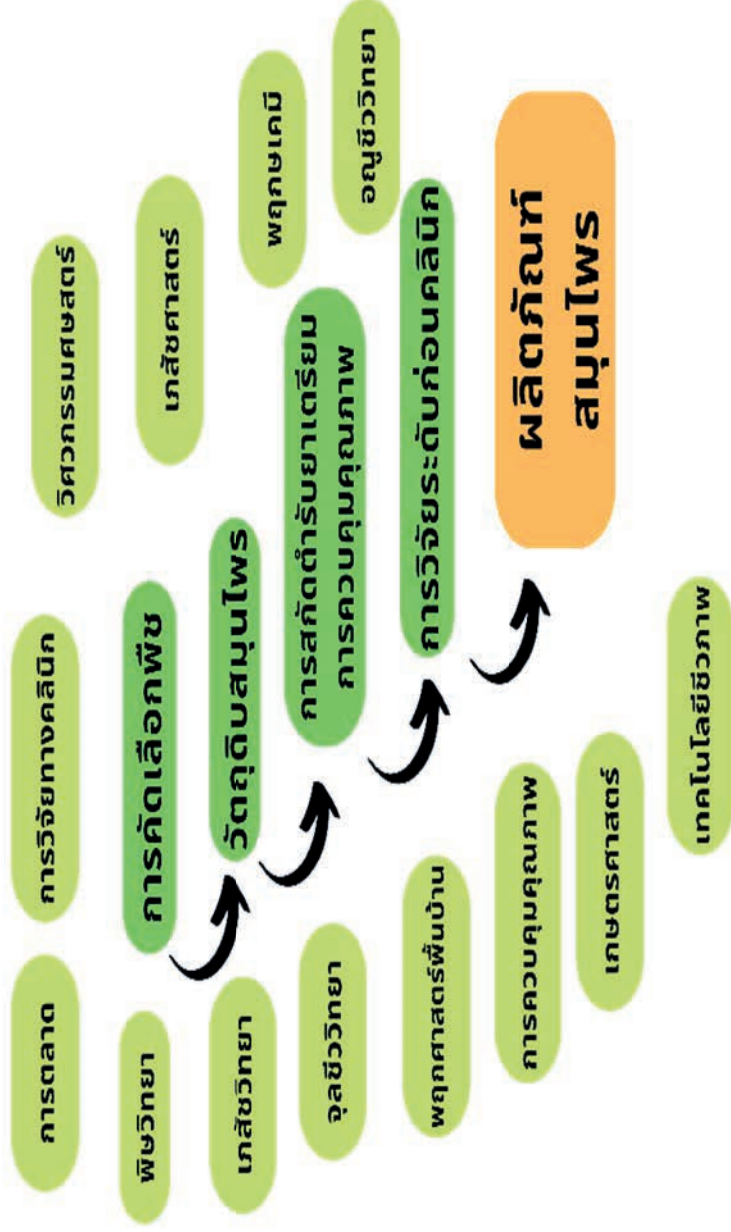 การตลาด
การวิจัยทางคลินิก
วิศวกรรมศษสตร์
พิษวิทยา
การคัดเลือกพืช
เภสัชศาสตร์
เภสัชวิทยา
วัตถุดิบสมุนไพร
พฤกษเคมี
จุลชีววิทยา
การสกัดตำรับยาเตรียม
การควบคุมคุณภาพ
อณูชีววิทยา
พฤกศาสตร์พื้นบ้าน
การวิจัยระดับก่อนคลินิก
การควบคุมคุณภาพ
ผลิตภัณฑ์
สมุนไพร
เกษตรศาสตร์
เทคโนโลยีชีวภาพ